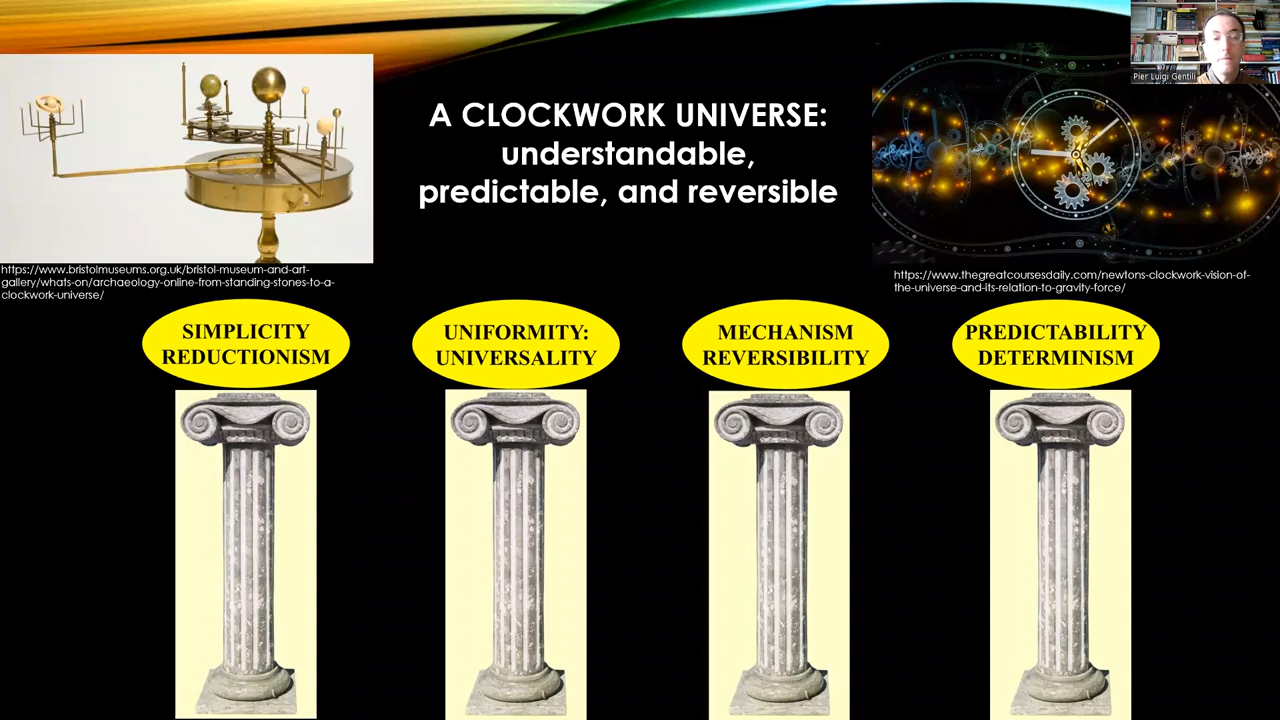 Pier Luigi Gentili
A CLOCKWORK UNIVERSE:
understandable,
predictable, and reversible
https://www.bristolmuseums.org.uk/bristol-museum-and-art-
gallery/whats-on/archaeology-online-from-standing-stones-to-a-
clockwork-universe/
https://www.thegreatcoursesdaily.com/newtons-clockwork-vision-of-
the-universe-and-its-relation-to-gravity-force/
SIMPLICITY
REDUCTIONISM
UNIFORMITY:
UNIVERSALITY
MECHANISM
REVERSIBILITY
PREDICTABILITY
DETERMINISM